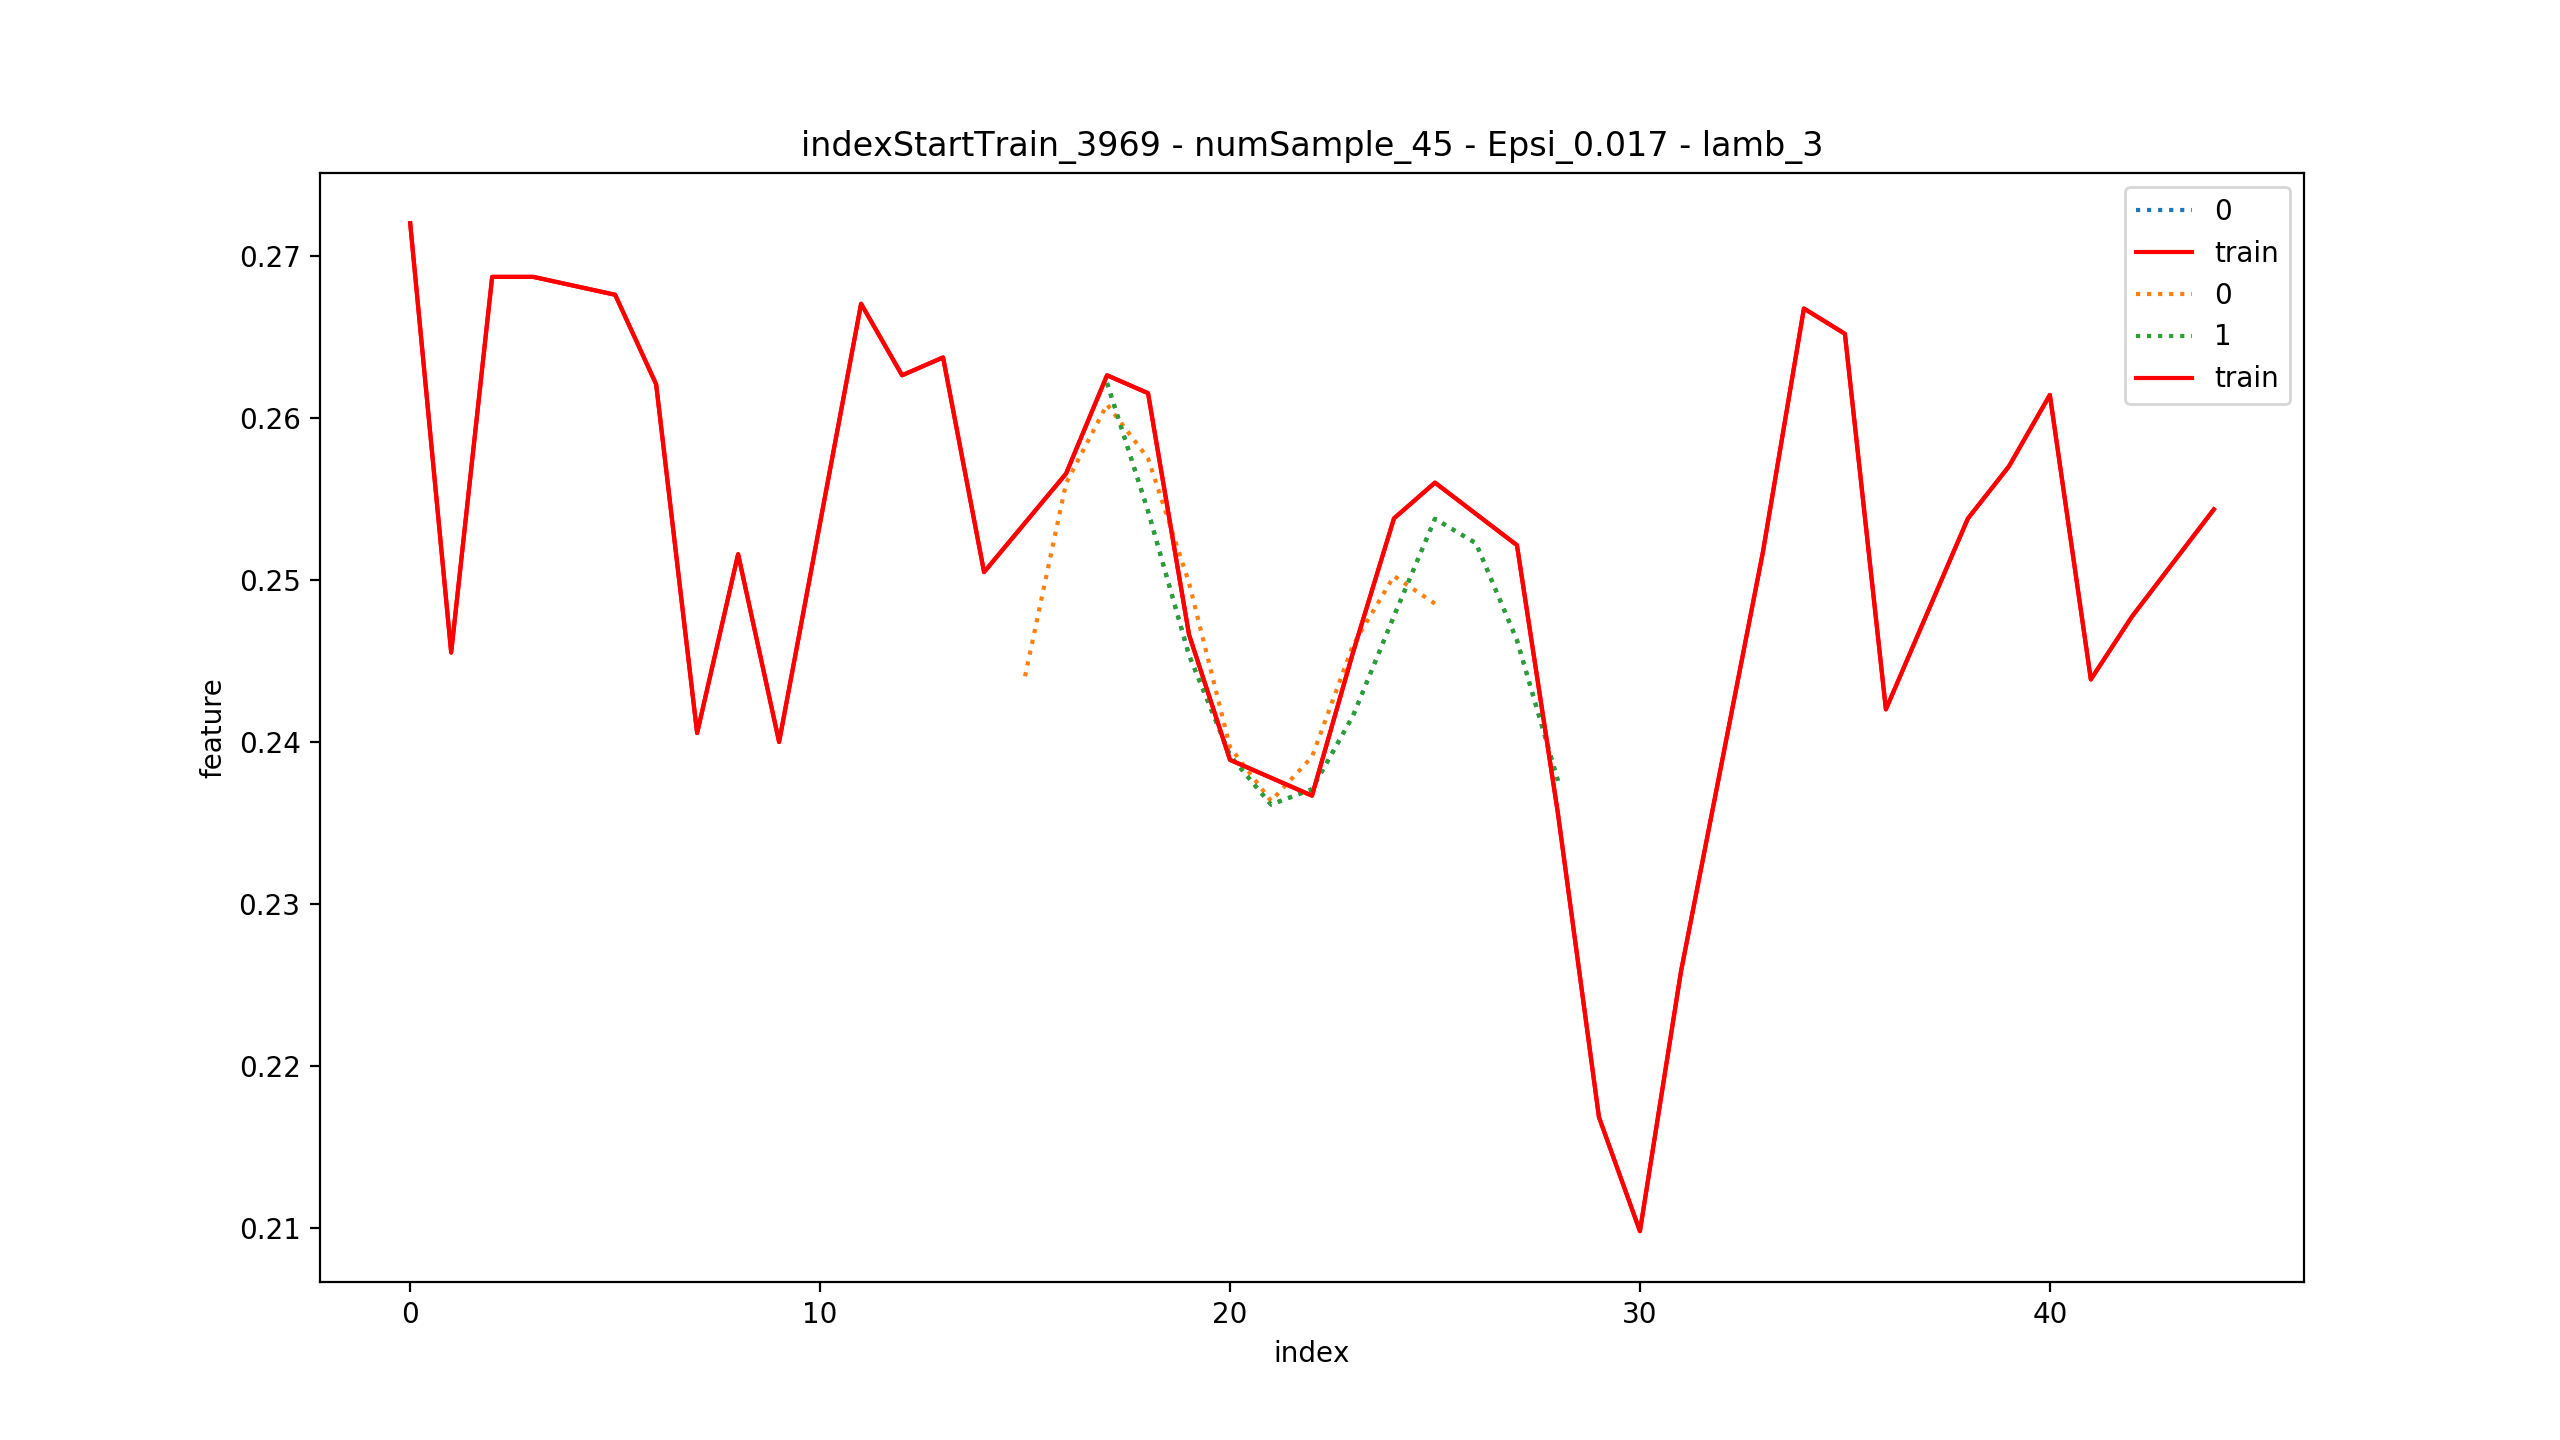 indexStartTrain_3969 - numSample_45 - Epsi_0.017 - lamb_3
0
train
0
1
train
0.27
0.26
0.25
0.24
0.23
0.22
0.21
feature
0 10 20 30 40
index